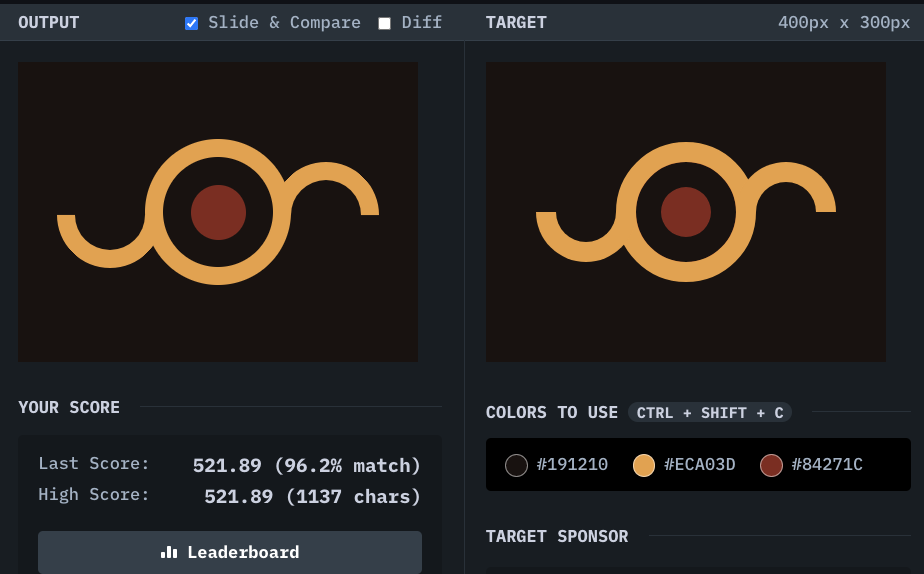 OUTPUT
Slide & Compare
Diff
TARGET
400px x 300px
YOUR SCORE
Last Score: 521.89 (96.2% match)
High Score: 521.89 (1137 chars)
Leaderboard
COLORS TO USE CTRL + SHIFT + C
#191210 #ECA03D #84271C
TARGET SPONSOR